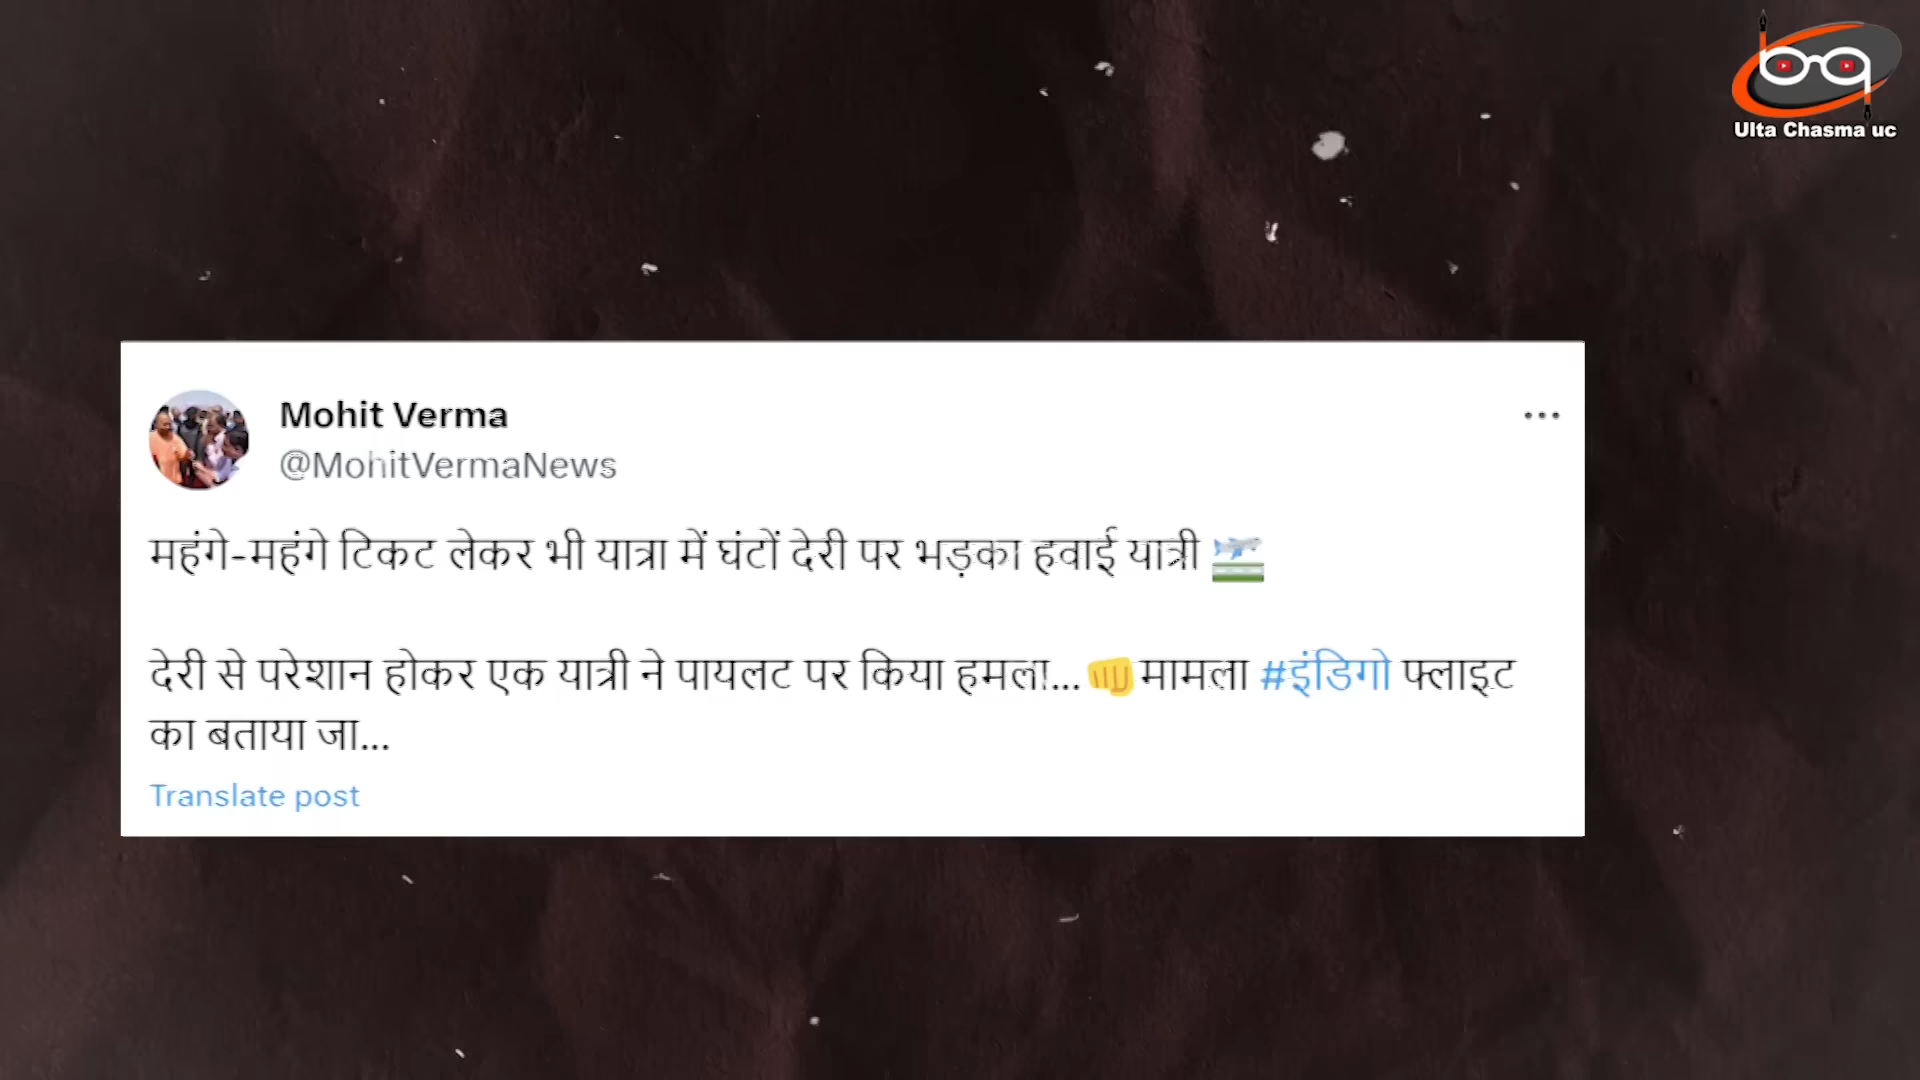 Ulta Chasma uc
Mohit Verma
@MohitVermaNews
महंगे-महंगे टिकट लेकर भी यात्रा में घंटों देरी पर भड़का हवाई यात्री 🛫
देरी से परेशान होकर एक यात्री ने पायलट पर किया हमला...👊मामला #इंडिगो फ्लाइट
का बताया जा...
Translate post